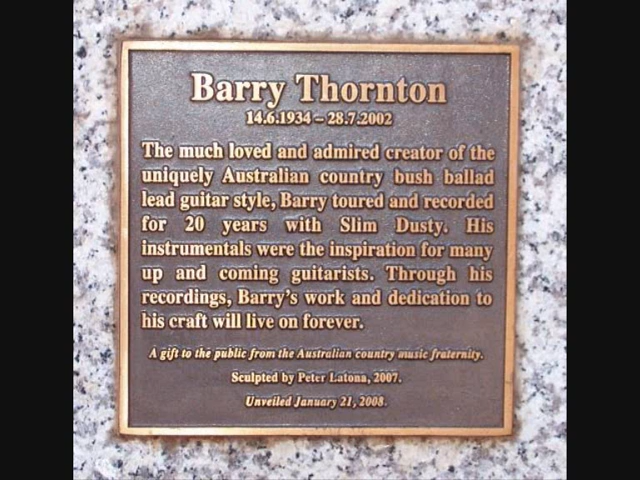 Barry Thornton
14.6.1934 – 28.7.2002
The much loved and admired creator of the
uniquely Australian country bush ballad
lead guitar style, Barry toured and recorded
for 20 years with Slim Dusty. His
instrumentals were the inspiration for many
up and coming guitarists. Through his
recordings, Barry's work and dedication to
his craft will live on forever.
A gift to the public from the Australian country music fraternity.
Sculpted by Peter Latona, 2007.
Unveiled January 21, 2008.